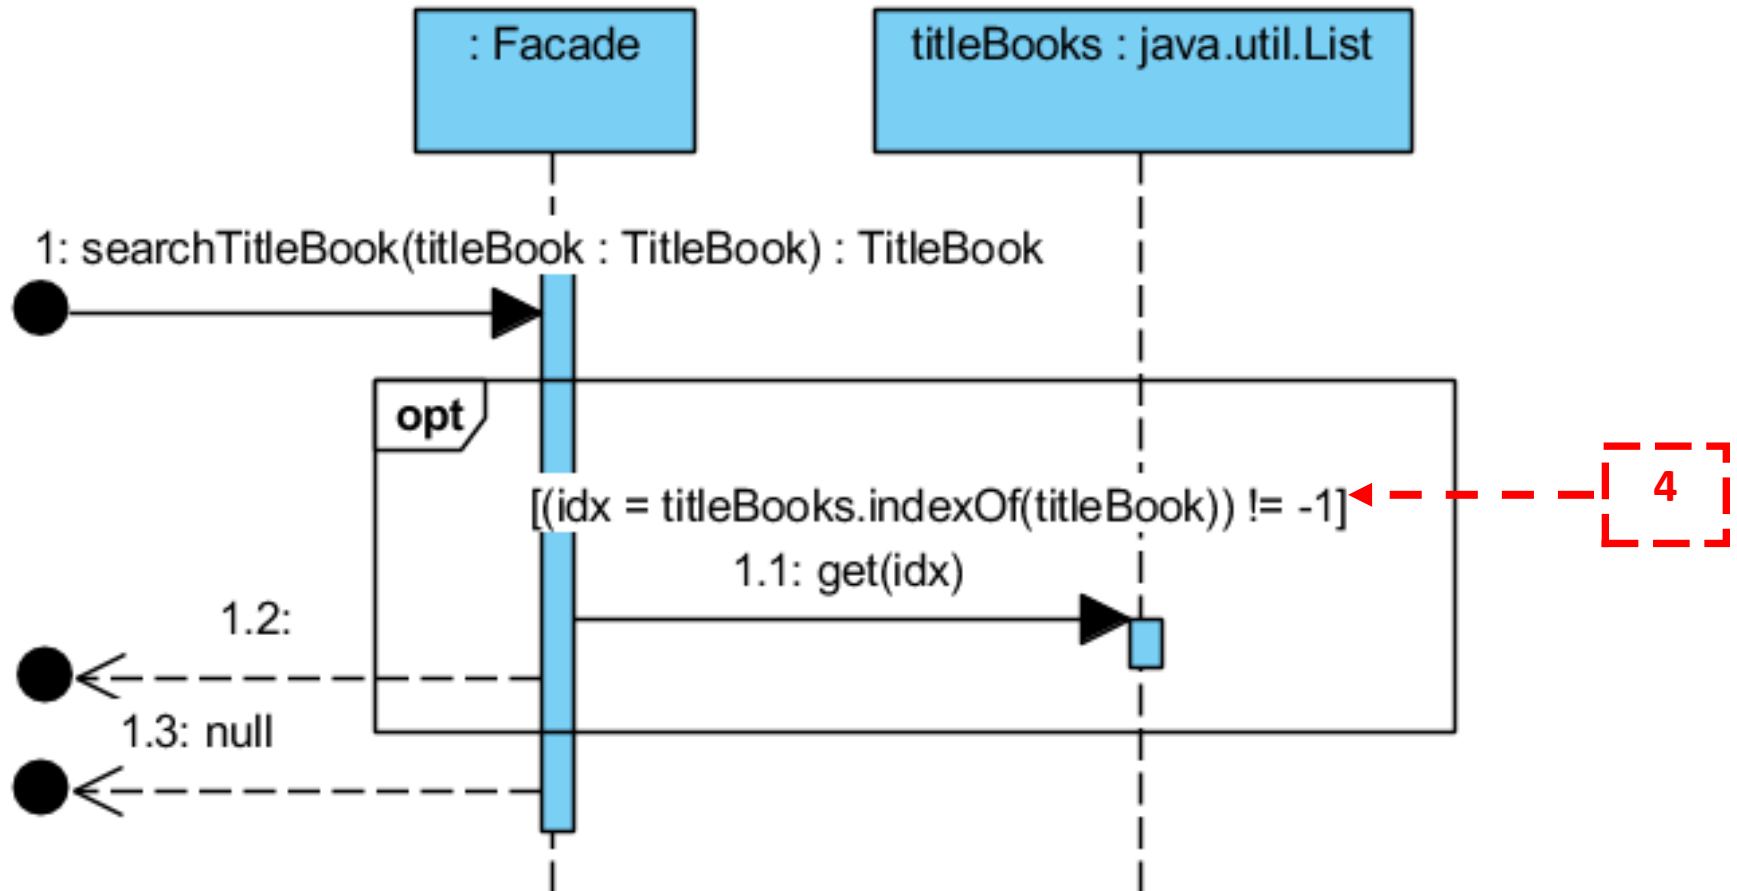 : Facade
titleBooks : java.util.List
1: searchTitleBook(titleBook : TitleBook) : TitleBook
opt
[(idx = titleBooks.indexOf(titleBook)) != -1]
4
1.1: get(idx)
1.2:
1.3: null